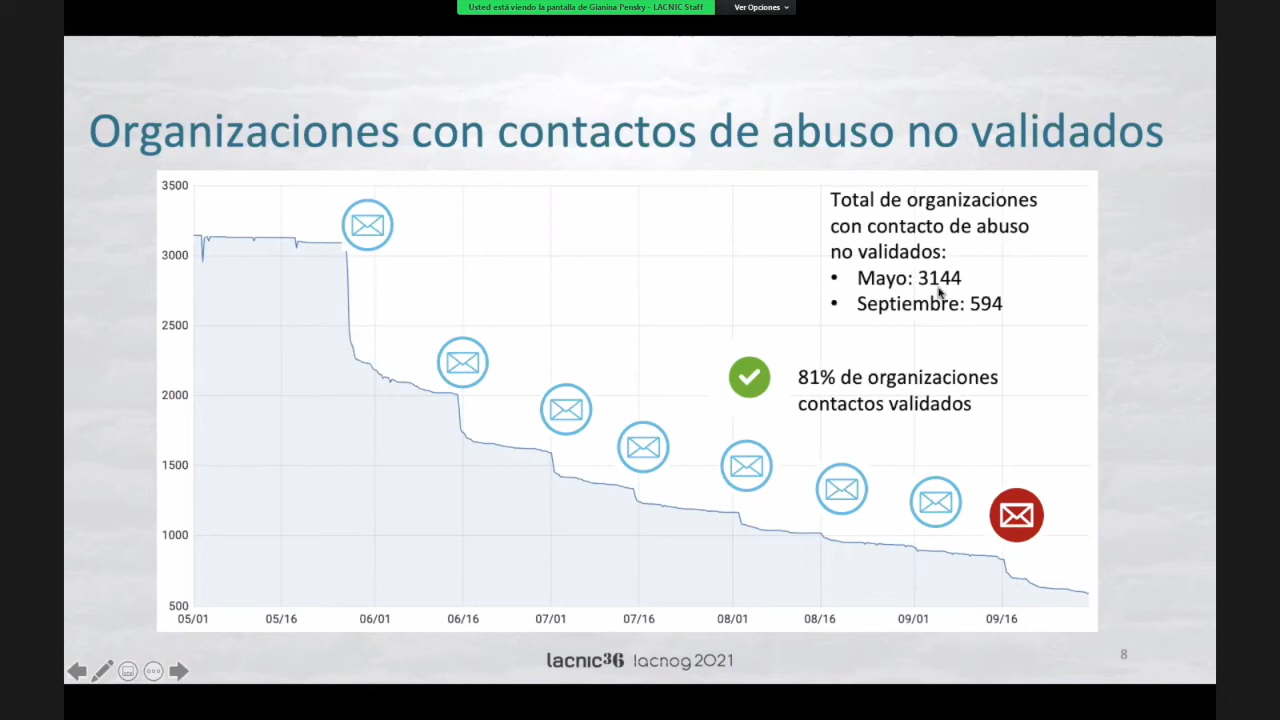 Usted está viendo la pantalla de Gianina Pensky - LACNIC Staff
Ver Opciones
Organizaciones con contactos de abuso no validados
3500
3000
2500
2000
1500
1000
500
05/01
05/16
06/01
06/16
07/01
07/16
08/01
08/16
09/01
09/16
Total de organizaciones
con contacto de abuso
no validados:
• Mayo: 3144
• Septiembre: 594
81% de organizaciones
contactos validados
lacnic36 lacnog2021
8